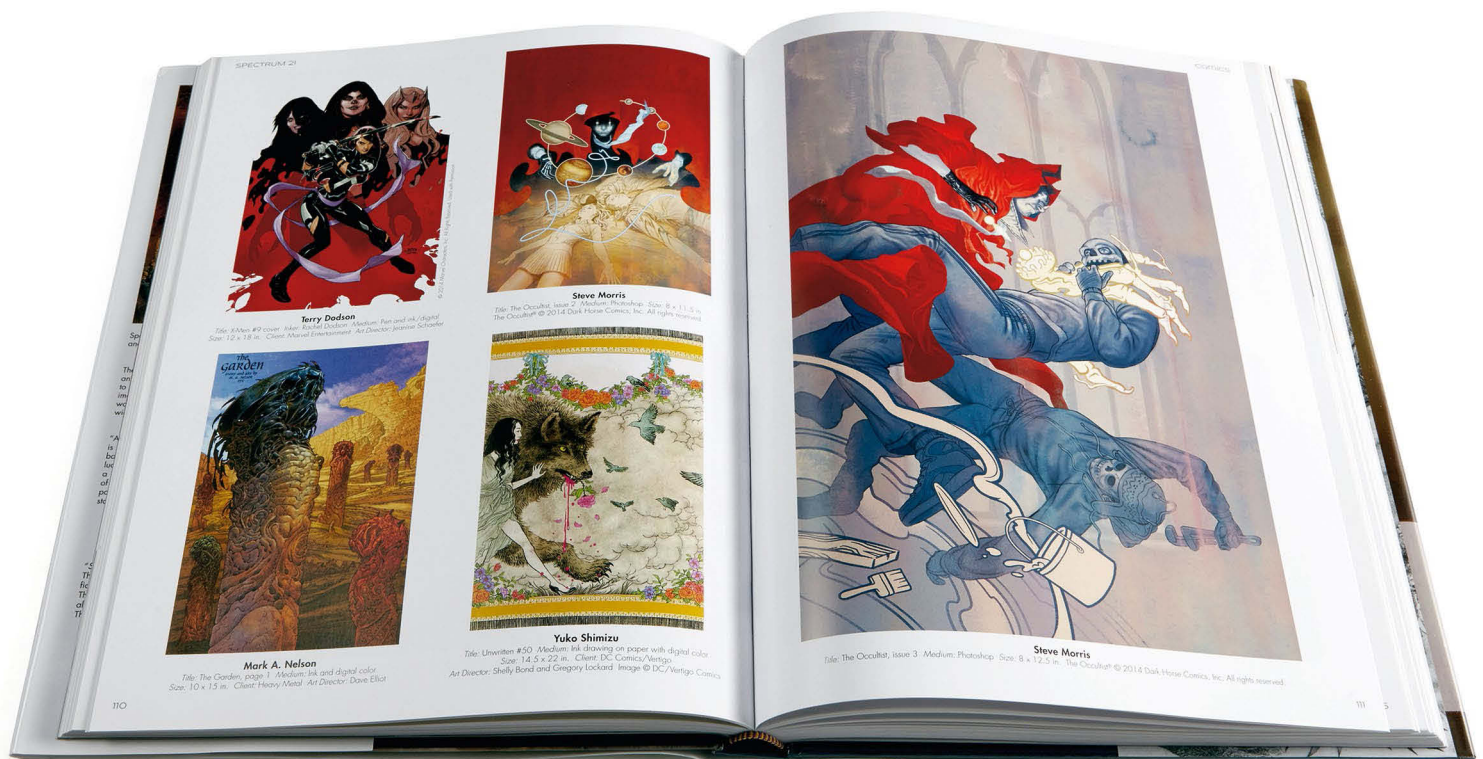 SPECTRUM 21
Terry Dodson
Title: X-Men #9 cover Inker: Rachel Dodson Medium: Pen and ink/digital
Size: 12 x 18 in. Client: Marvel Entertainment Art Director: Jeanine Schaefer
Steve Morris
Title: The Occultist, issue 2 Medium: Photoshop Size: 8 x 11.5 in.
The Occultist® © 2014 Dark Horse Comics, Inc. All rights reserved.
the
GARDEN
Mark A. Nelson
Title: The Garden, page 1 Medium: Ink and digital color
Size: 10 x 15 in. Client: Heavy Metal Art Director: Dave Elliot
Yuko Shimizu
Title: Unwritten #50 Medium: Ink drawing on paper with digital color
Size: 14.5 x 22 in. Client: DC Comics/Vertigo
Art Director: Shelly Bond and Gregory Lockard Image © DC/Vertigo Comics
110
COMICS
Steve Morris
Title: The Occultist, issue 3 Medium: Photoshop Size: 8 x 12.5 in. The Occultist® © 2014 Dark Horse Comics, Inc. All rights reserved.
111